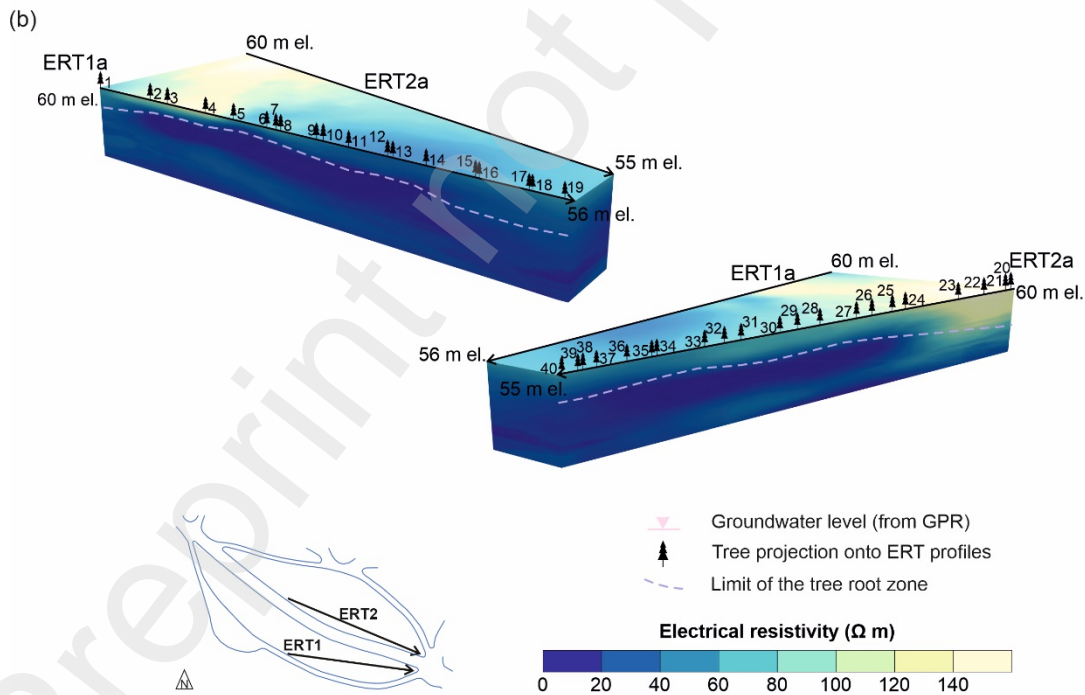 (b)
60 m el.
ERT1a
ERT2a
60 m el.
1
2
3
4
5
6
7
8
9
10
11
12
13
14
15
16
17
18
19
55 m el.
56 m el.
60 m el.
ERT1a
20
ERT2a
60 m el.
21
22
23
24
25
26
27
28
29
30
31
32
33
34
35
36
37
38
39
40
56 m el.
55 m el.
Groundwater level (from GPR)
Tree projection onto ERT profiles
Limit of the tree root zone
ERT2
ERT1
N
Electrical resistivity (Ω m)
0 20 40 60 80 100 120 140
reprint not